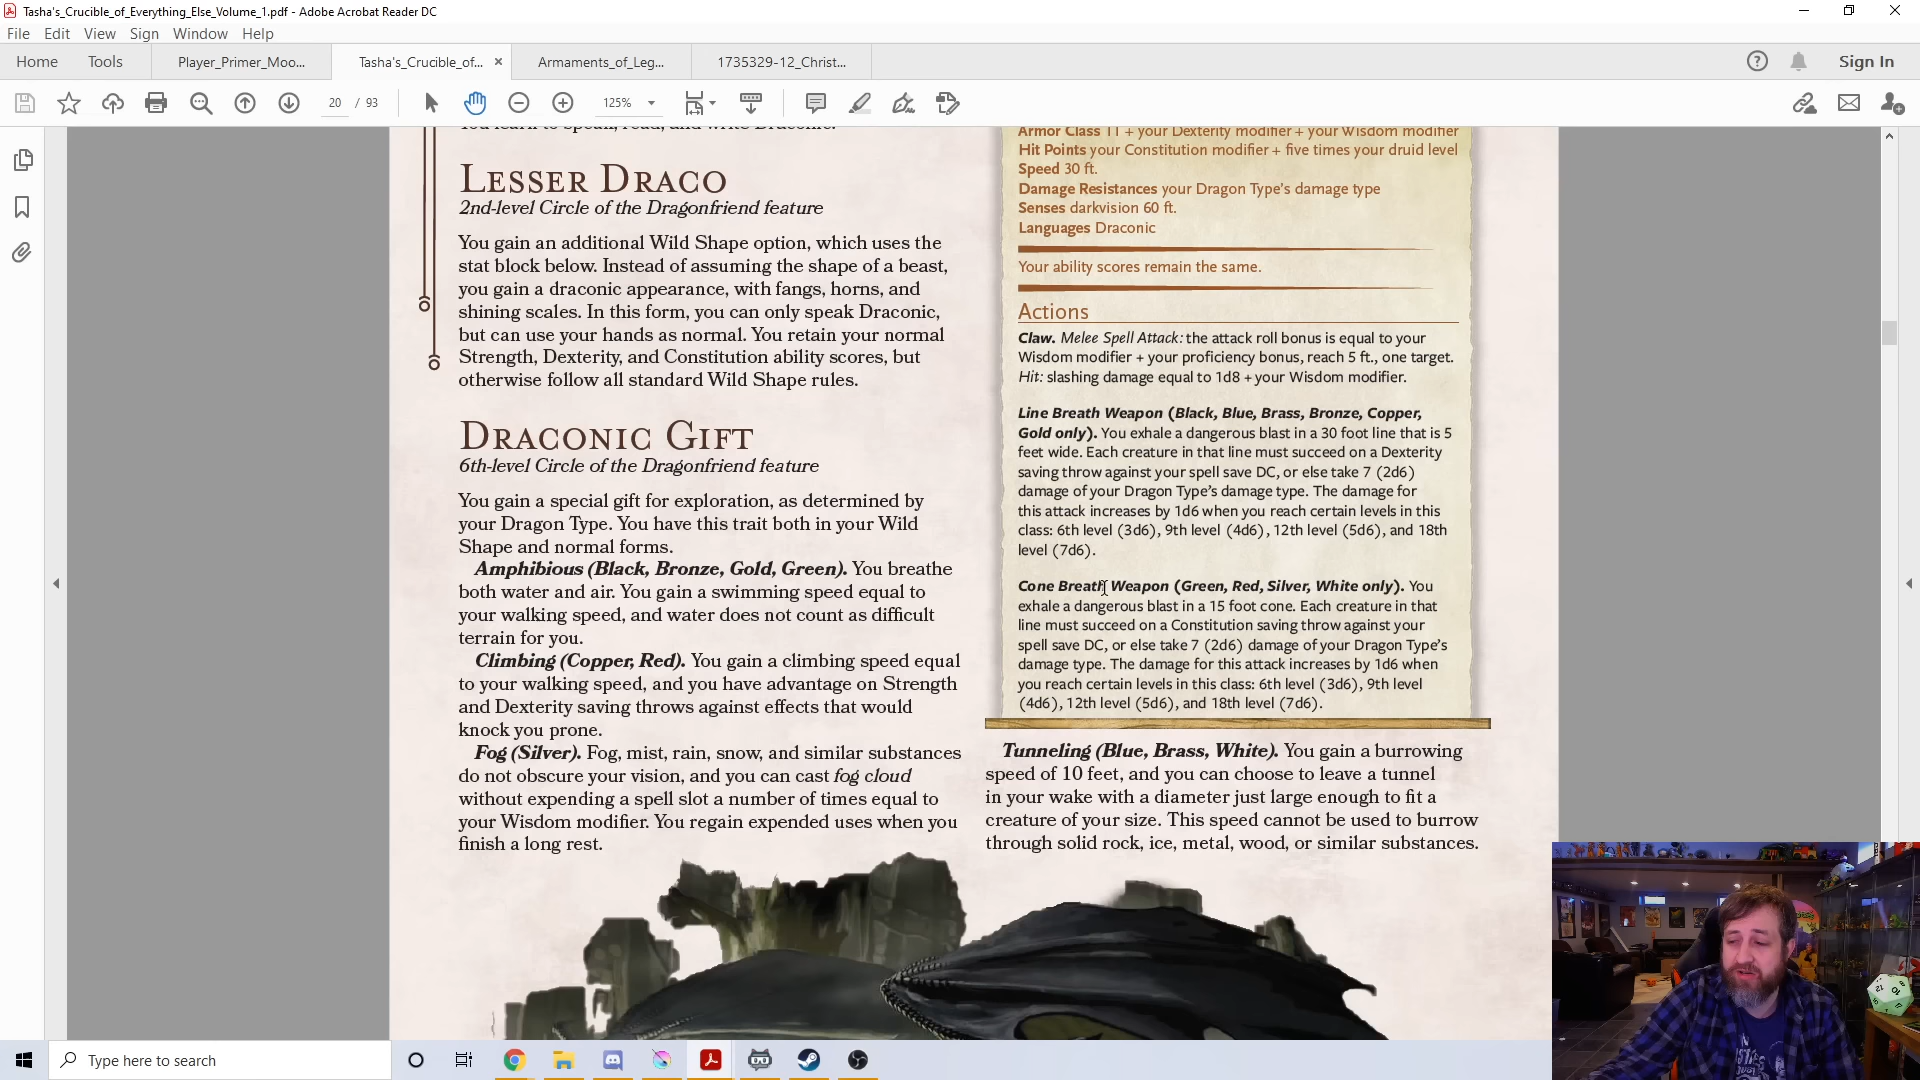 Tasha's_Crucible_of_Everything_Else_Volume_1.pdf - Adobe Acrobat Reader DC
File Edit View Sign Window Help
Home Tools Player_Primer_Moo... Tasha's_Crucible_of... × Armaments_of_Leg... 1735329-12_Christ... Sign In
20 / 93 125%
You learn to speak, read, and write Draconic.
LESSER DRACO
2nd-level Circle of the Dragonfriend feature
You gain an additional Wild Shape option, which uses the
stat block below. Instead of assuming the shape of a beast,
you gain a draconic appearance, with fangs, horns, and
shining scales. In this form, you can only speak Draconic,
but can use your hands as normal. You retain your normal
Strength, Dexterity, and Constitution ability scores, but
otherwise follow all standard Wild Shape rules.
DRACONIC GIFT
6th-level Circle of the Dragonfriend feature
You gain a special gift for exploration, as determined by
your Dragon Type. You have this trait both in your Wild
Shape and normal forms.
Amphibious (Black, Bronze, Gold, Green). You breathe
both water and air. You gain a swimming speed equal to
your walking speed, and water does not count as difficult
terrain for you.
Climbing (Copper, Red). You gain a climbing speed equal
to your walking speed, and you have advantage on Strength
and Dexterity saving throws against effects that would
knock you prone.
Fog (Silver). Fog, mist, rain, snow, and similar substances
do not obscure your vision, and you can cast fog cloud
without expending a spell slot a number of times equal to
your Wisdom modifier. You regain expended uses when you
finish a long rest.
Armor Class 11 + your Dexterity modifier + your Wisdom modifier
Hit Points your Constitution modifier + five times your druid level
Speed 30 ft.
Damage Resistances your Dragon Type's damage type
Senses darkvision 60 ft.
Languages Draconic
Your ability scores remain the same.
Actions
Claw. Melee Spell Attack: the attack roll bonus is equal to your
Wisdom modifier + your proficiency bonus, reach 5 ft., one target.
Hit: slashing damage equal to 1d8 + your Wisdom modifier.
Line Breath Weapon (Black, Blue, Brass, Bronze, Copper,
Gold only). You exhale a dangerous blast in a 30 foot line that is 5
feet wide. Each creature in that line must succeed on a Dexterity
saving throw against your spell save DC, or else take 7 (2d6)
damage of your Dragon Type's damage type. The damage for
this attack increases by 1d6 when you reach certain levels in this
class: 6th level (3d6), 9th level (4d6), 12th level (5d6), and 18th
level (7d6).
Cone Breath Weapon (Green, Red, Silver, White only). You
exhale a dangerous blast in a 15 foot cone. Each creature in that
line must succeed on a Constitution saving throw against your
spell save DC, or else take 7 (2d6) damage of your Dragon Type's
damage type. The damage for this attack increases by 1d6 when
you reach certain levels in this class: 6th level (3d6), 9th level
(4d6), 12th level (5d6), and 18th level (7d6).
Tunneling (Blue, Brass, White). You gain a burrowing
speed of 10 feet, and you can choose to leave a tunnel
in your wake with a diameter just large enough to fit a
creature of your size. This speed cannot be used to burrow
through solid rock, ice, metal, wood, or similar substances.
Type here to search